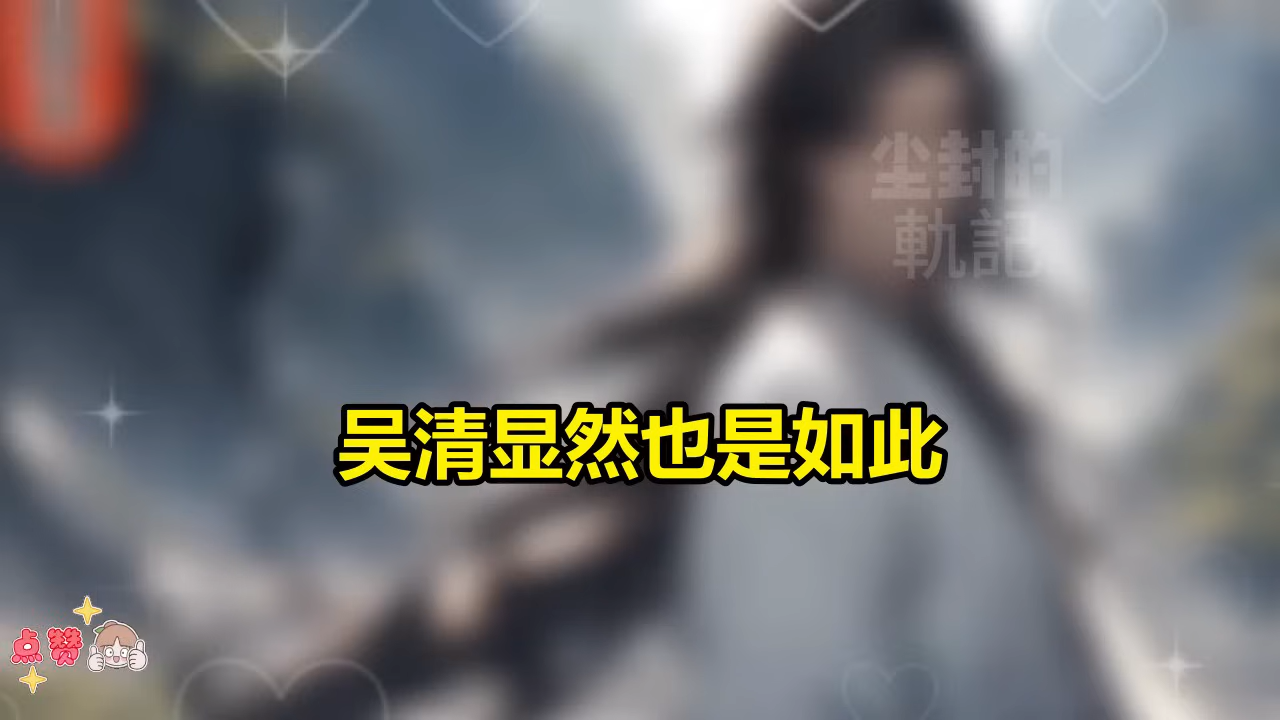 尘封的
軌記
吴清显然也是如此
点赞